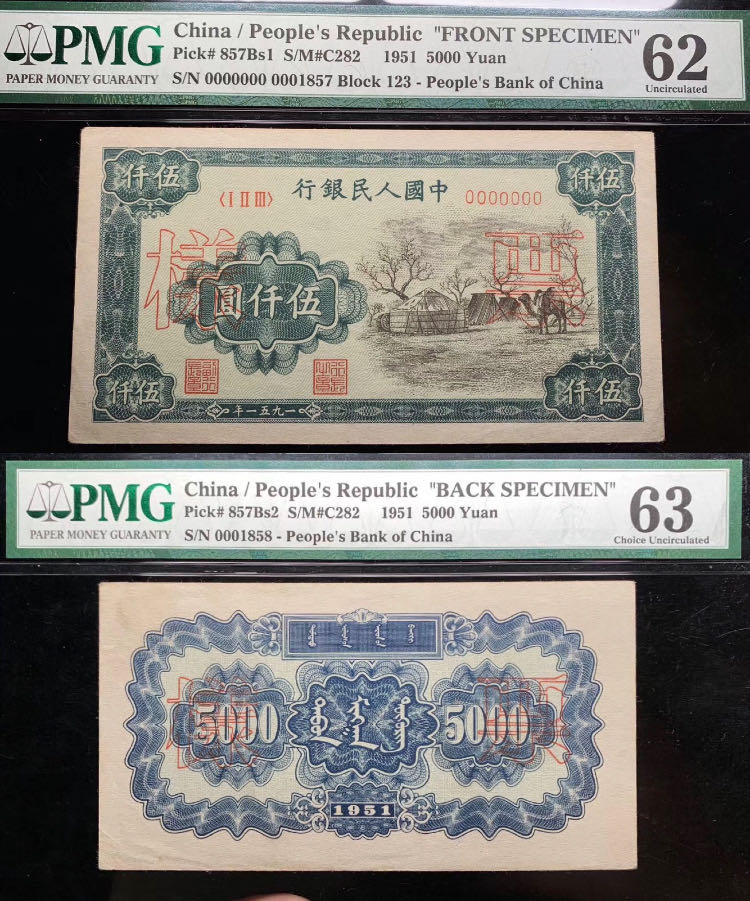 PMG
PAPER MONEY GUARANTY
China / People's Republic "FRONT SPECIMEN"
Pick# 857Bs1 S/M#C282 1951 5000 Yuan
S/N 0000000 0001857 Block 123 - People's Bank of China
62
Uncirculated
仟伍
仟伍
〈I II III〉
行銀民人國中
0000000
樣
票
圓仟伍
仟伍
年一五九一
仟伍
PMG
PAPER MONEY GUARANTY
China / People's Republic "BACK SPECIMEN"
Pick# 857Bs2 S/M#C282 1951 5000 Yuan
S/N 0001858 - People's Bank of China
63
Choice Uncirculated
5000
5000
1951